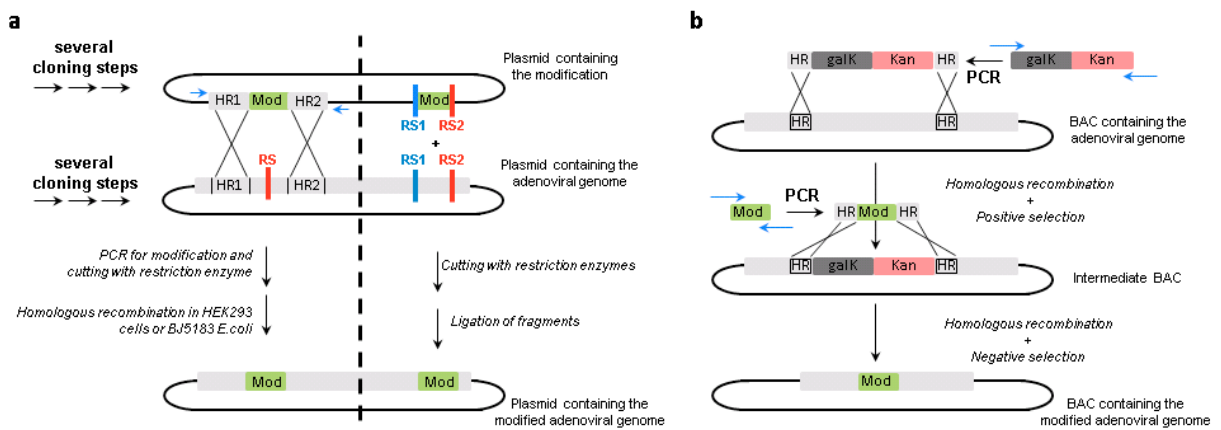 a
several
cloning steps
Plasmid containing
the modification
HR1 Mod HR2
Mod
RS1 RS2
+
RS1 RS2
Plasmid containing the
adenoviral genome
several
cloning steps
RS
HR1 HR2
PCR for modification and
cutting with restriction enzyme
Cutting with restriction enzymes
Homologous recombination in HEK293
cells or BJ5183 E.coli
Ligation of fragments
Mod Mod
Plasmid containing the
modified adenoviral genome
b
HR galK Kan HR
PCR
galK Kan
HR HR
BAC containing the
adenoviral genome
Homologous recombination
+
Positive selection
Mod
PCR
HR Mod HR
HR galK Kan HR
Intermediate BAC
Homologous recombination
+
Negative selection
Mod
BAC containing the
modified adenoviral genome